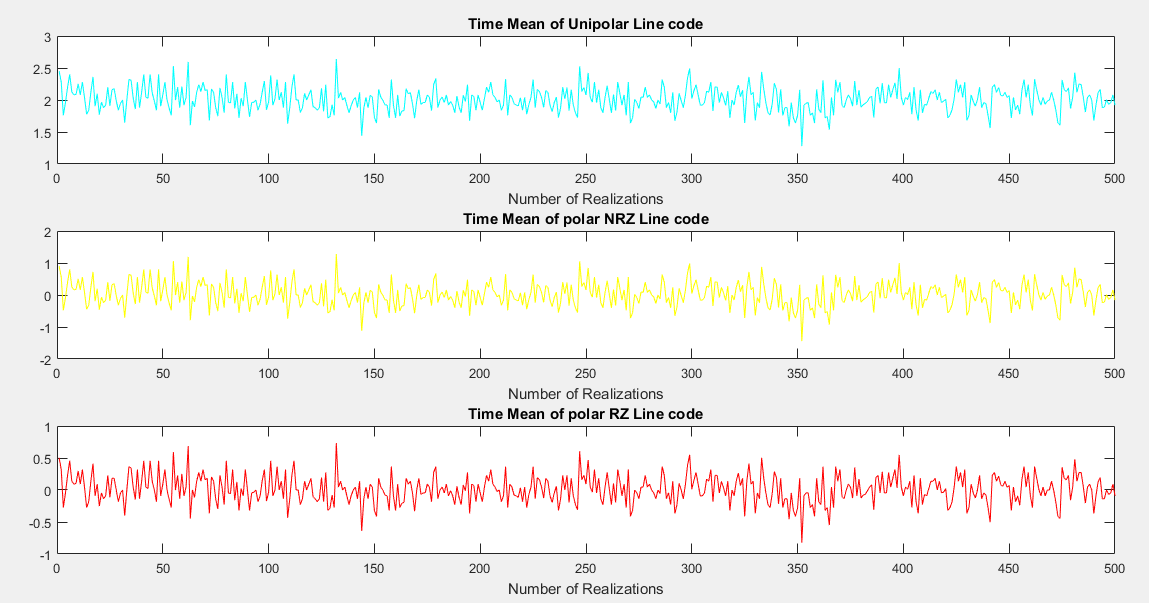 Time Mean of Unipolar Line code
3
2.5
2
1.5
1
0 50 100 150 200 250 300 350 400 450 500
Number of Realizations
Time Mean of polar NRZ Line code
2
1
0
-1
-2
0 50 100 150 200 250 300 350 400 450 500
Number of Realizations
Time Mean of polar RZ Line code
1
0.5
0
-0.5
-1
0 50 100 150 200 250 300 350 400 450 500
Number of Realizations